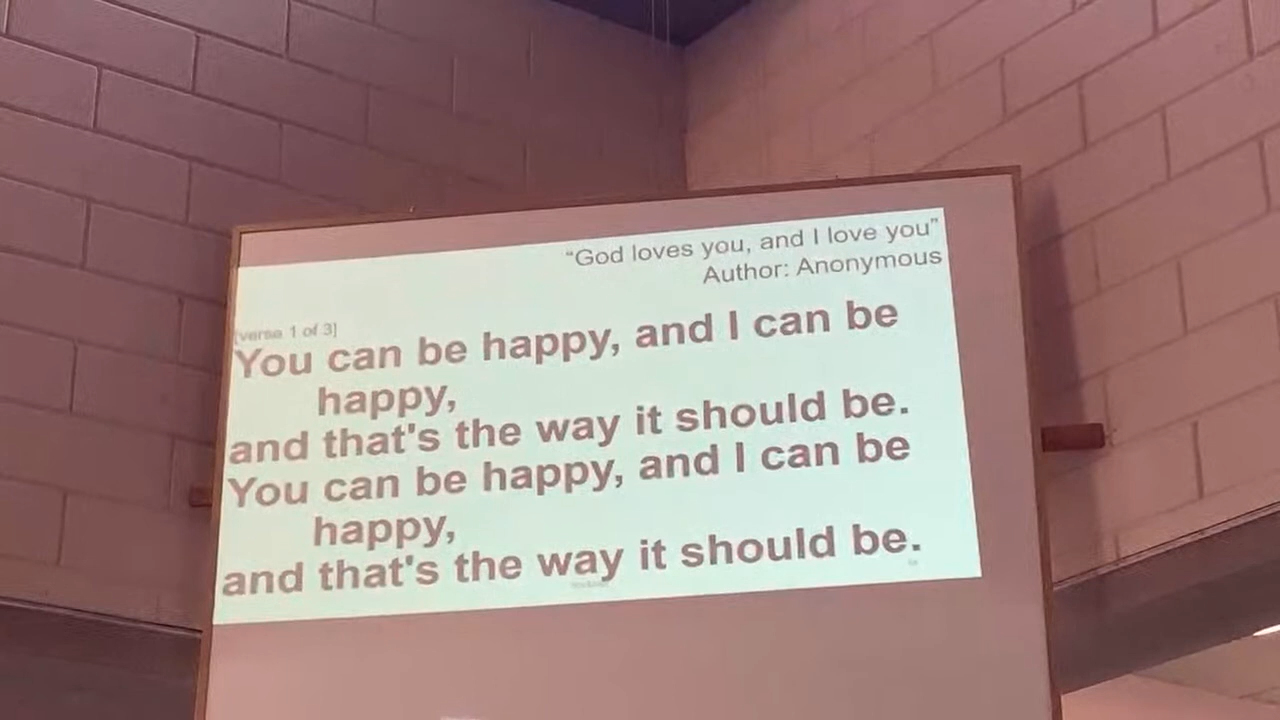 “God loves you, and I love you”
Author: Anonymous
[verse 1 of 3]
You can be happy, and I can be
happy,
and that's the way it should be.
You can be happy, and I can be
happy,
and that's the way it should be.